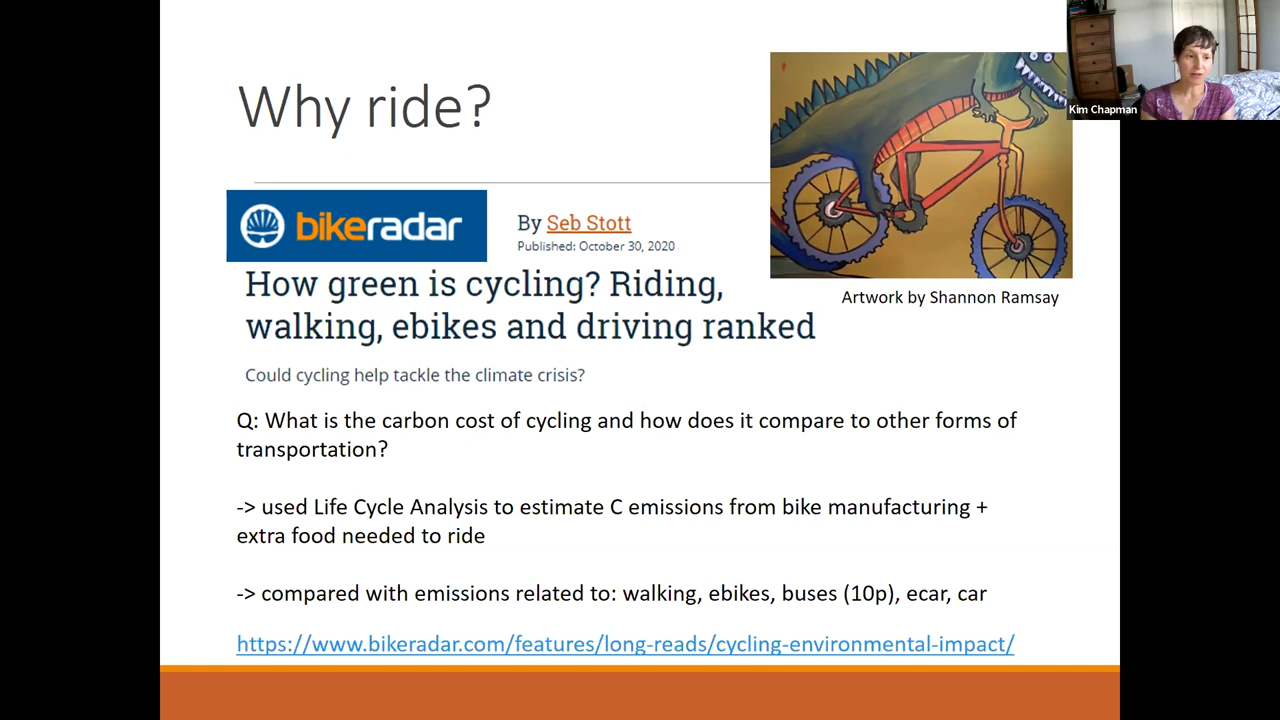 Why ride?
Kim Chapman
bikeradar
By Seb Stott
Published: October 30, 2020
How green is cycling? Riding,
walking, ebikes and driving ranked
Artwork by Shannon Ramsay
Could cycling help tackle the climate crisis?
Q: What is the carbon cost of cycling and how does it compare to other forms of
transportation?
-> used Life Cycle Analysis to estimate C emissions from bike manufacturing +
extra food needed to ride
-> compared with emissions related to: walking, ebikes, buses (10p), ecar, car
https://www.bikeradar.com/features/long-reads/cycling-environmental-impact/